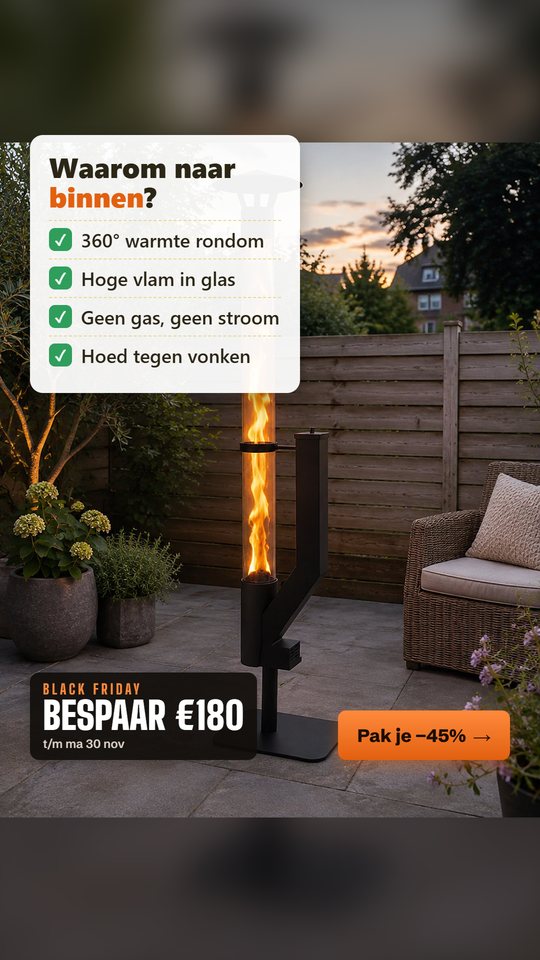 Waarom naar
binnen?
360° warmte rondom
Hoge vlam in glas
Geen gas, geen stroom
Hoed tegen vonken
BLACK FRIDAY
BESPAAR €180
t/m ma 30 nov
Pak je –45% →